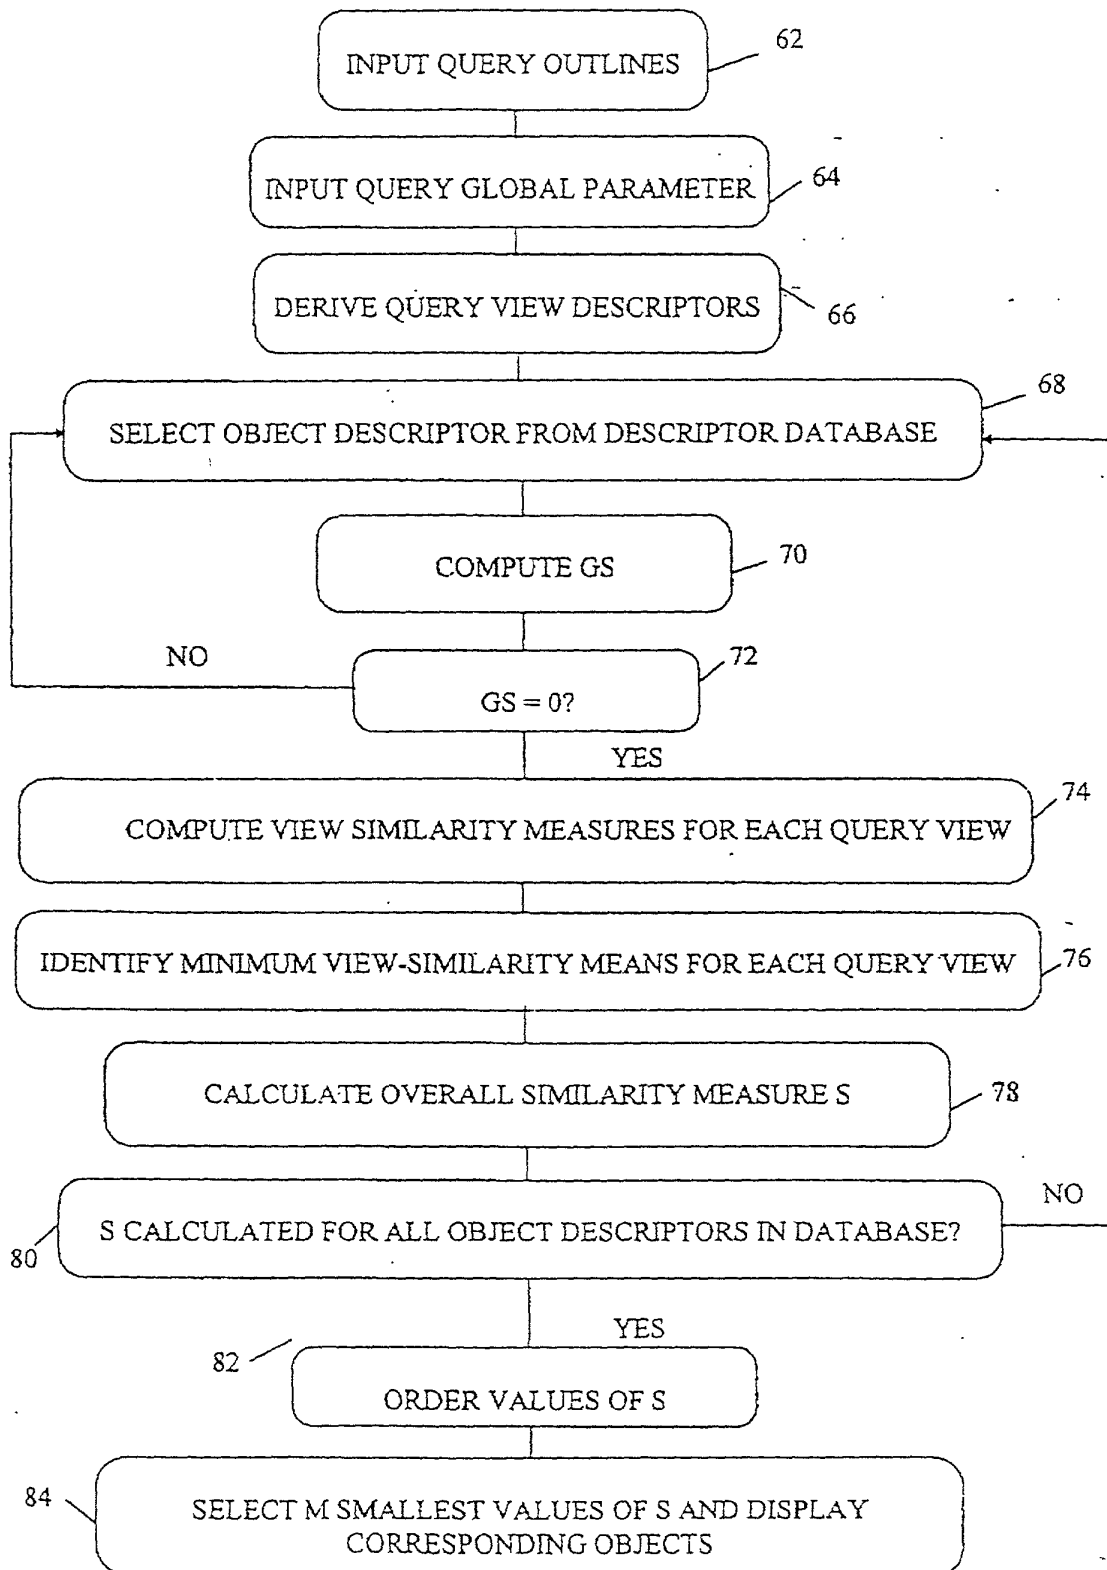 INPUT QUERY OUTLINES
62
INPUT QUERY GLOBAL PARAMETER
64
DERIVE QUERY VIEW DESCRIPTORS
66
68
SELECT OBJECT DESCRIPTOR FROM DESCRIPTOR DATABASE
COMPUTE GS
70
NO
72
GS = 0?
YES
74
COMPUTE VIEW SIMILARITY MEASURES FOR EACH QUERY VIEW
IDENTIFY MINIMUM VIEW-SIMILARITY MEANS FOR EACH QUERY VIEW
76
CALCULATE OVERALL SIMILARITY MEASURE S
78
NO
S CALCULATED FOR ALL OBJECT DESCRIPTORS IN DATABASE?
80
YES
82
ORDER VALUES OF S
84
SELECT M SMALLEST VALUES OF S AND DISPLAY
CORRESPONDING OBJECTS